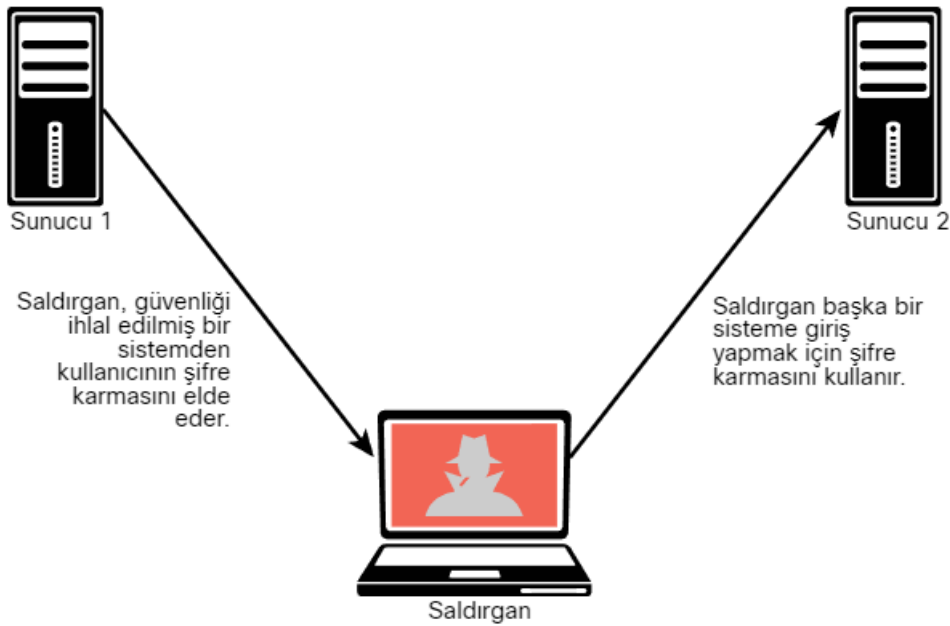 Sunucu 1
Sunucu 2
Saldırgan, güvenliği
ihlal edilmiş bir
sistemden
kullanıcının şifre
karmasını elde
eder.
Saldırgan başka bir
sisteme giriş
yapmak için şifre
karmasını kullanır.
Saldırgan